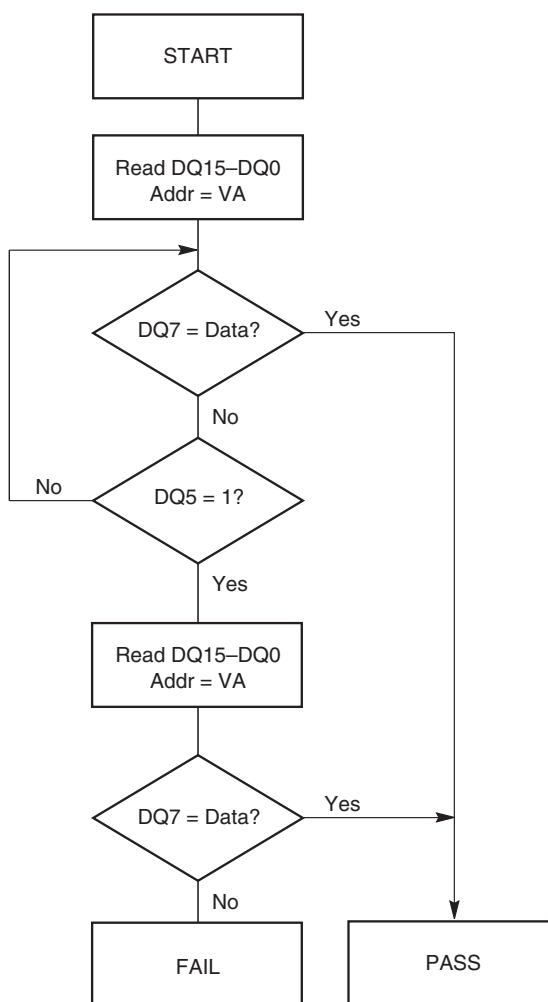 START
Read DQ15–DQ0
Addr = VA
DQ7 = Data?
Yes
No
No
DQ5 = 1?
Yes
Read DQ15–DQ0
Addr = VA
DQ7 = Data?
Yes
No
FAIL
PASS